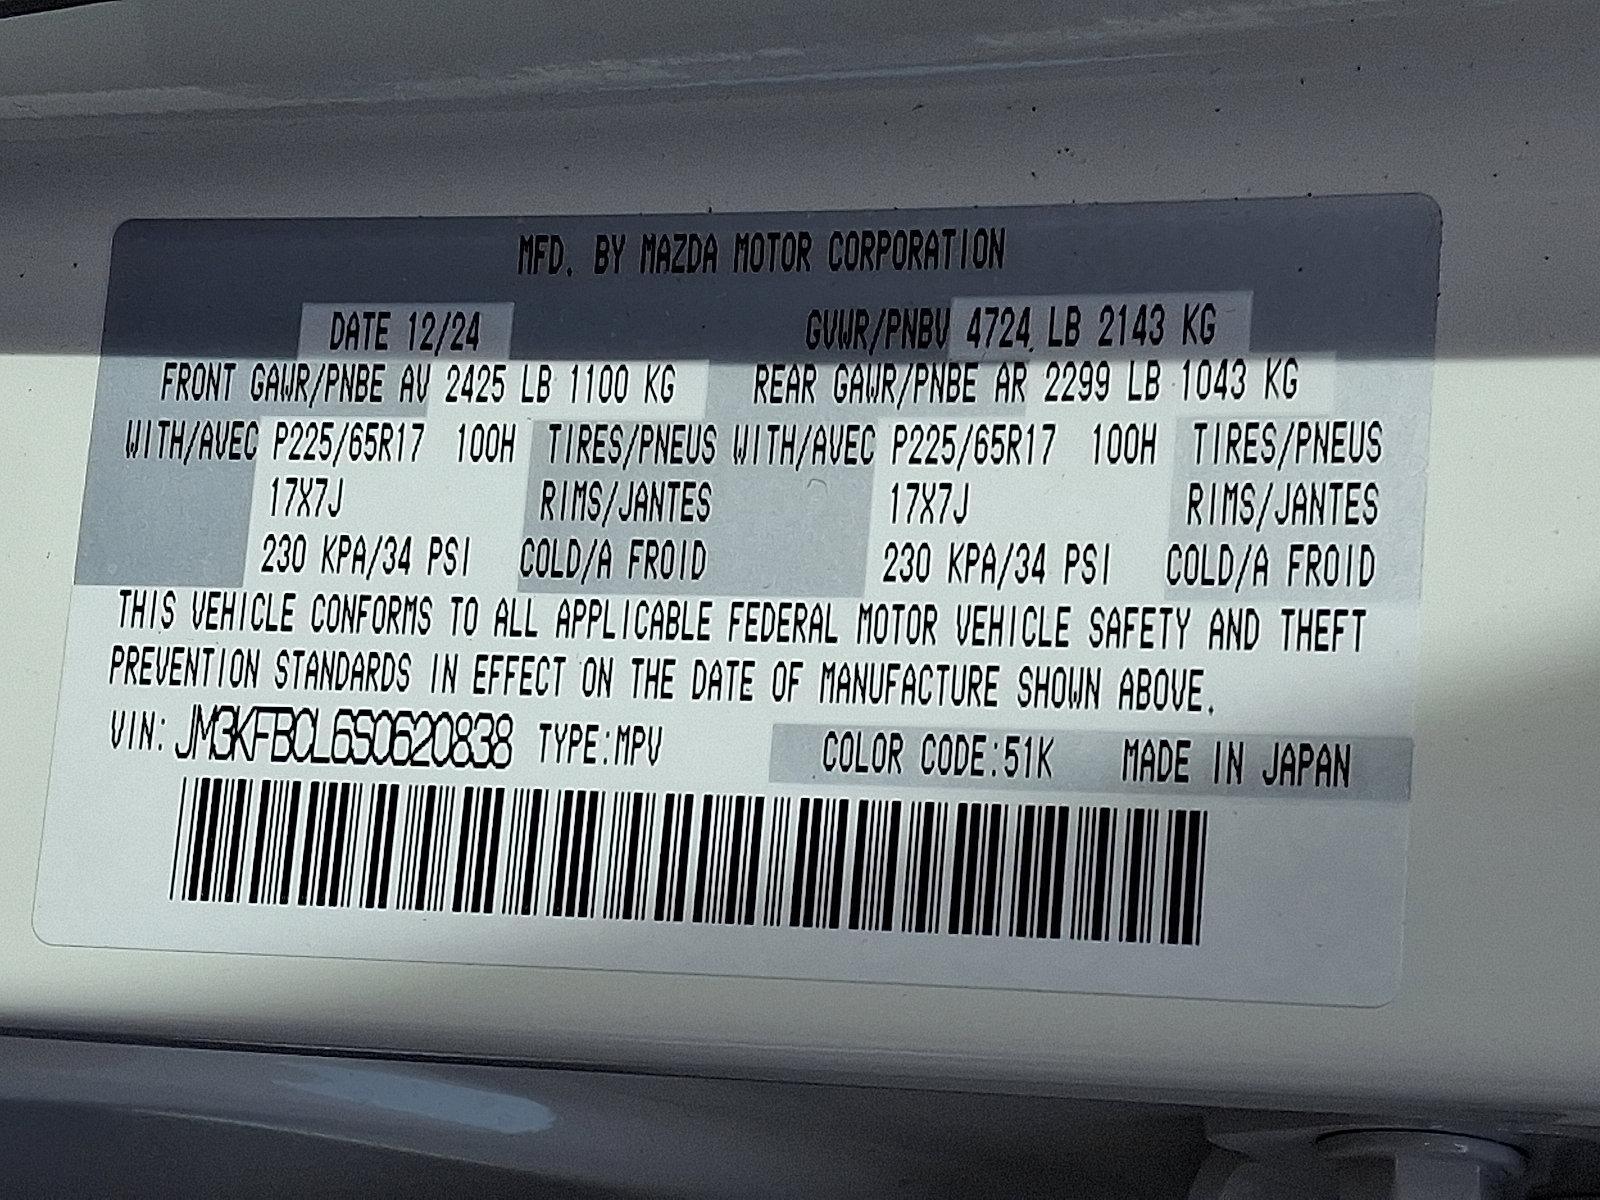 MFD. BY MAZDA MOTOR CORPORATION
DATE 12/24 GVWR/PNBV 4724 LB 2143 KG
FRONT GAWR/PNBE AV 2425 LB 1100 KG REAR GAWR/PNBE AR 2299 LB 1043 KG
WITH/AVEC P225/65R17 100H TIRES/PNEUS WITH/AVEC P225/65R17 100H TIRES/PNEUS
17X7J RIMS/JANTES 17X7J RIMS/JANTES
230 KPA/34 PSI COLD/A FROID 230 KPA/34 PSI COLD/A FROID
THIS VEHICLE CONFORMS TO ALL APPLICABLE FEDERAL MOTOR VEHICLE SAFETY AND THEFT
PREVENTION STANDARDS IN EFFECT ON THE DATE OF MANUFACTURE SHOWN ABOVE.
VIN: JM3KFBCL6S0620838 TYPE:MPV COLOR CODE:51K MADE IN JAPAN